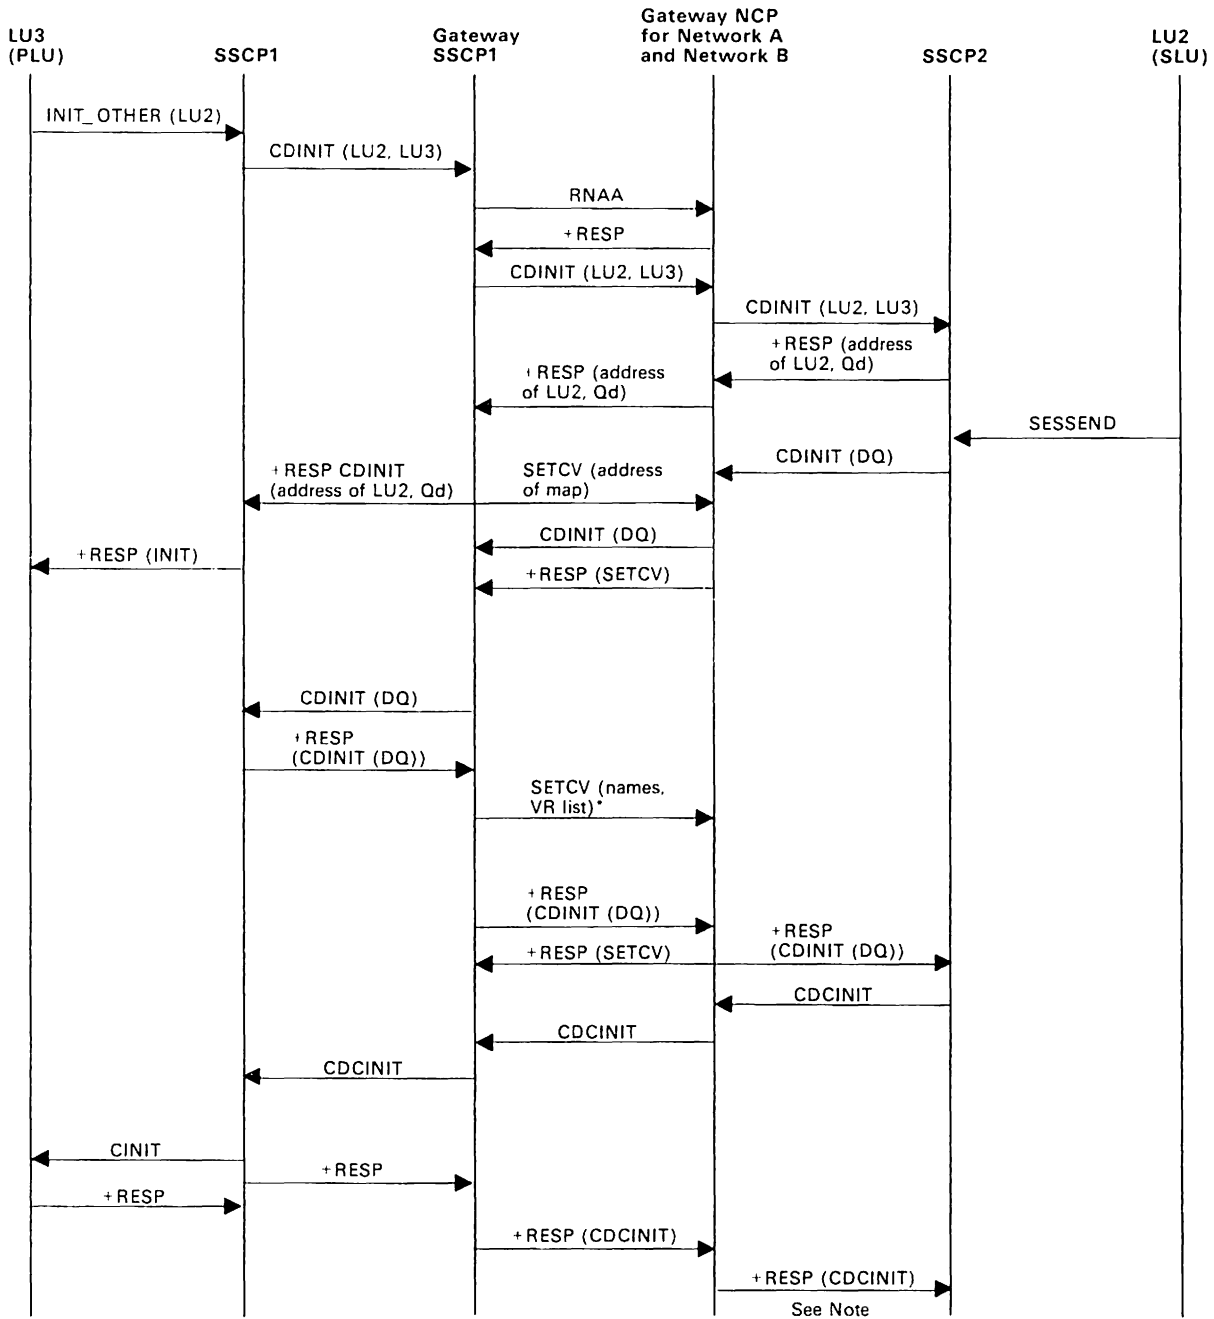 LU3
(PLU)
SSCP1
Gateway
SSCP1
Gateway NCP
for Network A
and Network B
SSCP2
LU2
(SLU)
INIT_OTHER (LU2)
CDINIT (LU2, LU3)
RNAA
+RESP
CDINIT (LU2, LU3)
CDINIT (LU2, LU3)
+RESP (address
of LU2, Qd)
+RESP (address
of LU2, Qd)
SESSEND
CDINIT (DQ)
+RESP CDINIT
(address of LU2, Qd)
SETCV (address
of map)
CDINIT (DQ)
+RESP (INIT)
+RESP (SETCV)
CDINIT (DQ)
+RESP
(CDINIT (DQ))
SETCV (names,
VR list)*
+RESP
(CDINIT (DQ))
+RESP
(CDINIT (DQ))
+RESP (SETCV)
CDCINIT
CDCINIT
CDCINIT
CINIT
+RESP
+RESP
+RESP (CDCINIT)
+RESP (CDCINIT)
See Note